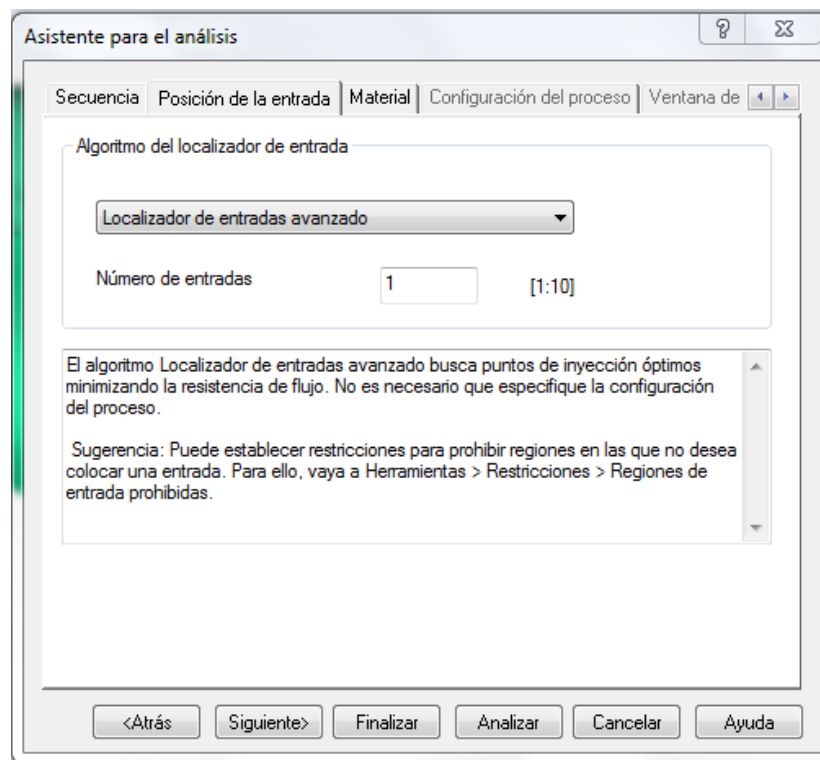 Asistente para el análisis
Secuencia Posición de la entrada Material Configuración del proceso Ventana de
Algoritmo del localizador de entrada
Localizador de entradas avanzado
Número de entradas 1 [1:10]
El algoritmo Localizador de entradas avanzado busca puntos de inyección óptimos
minimizando la resistencia de flujo. No es necesario que especifique la configuración
del proceso.
Sugerencia: Puede establecer restricciones para prohibir regiones en las que no desea
colocar una entrada. Para ello, vaya a Herramientas > Restricciones > Regiones de
entrada prohibidas.
<Atrás Siguiente> Finalizar Analizar Cancelar Ayuda